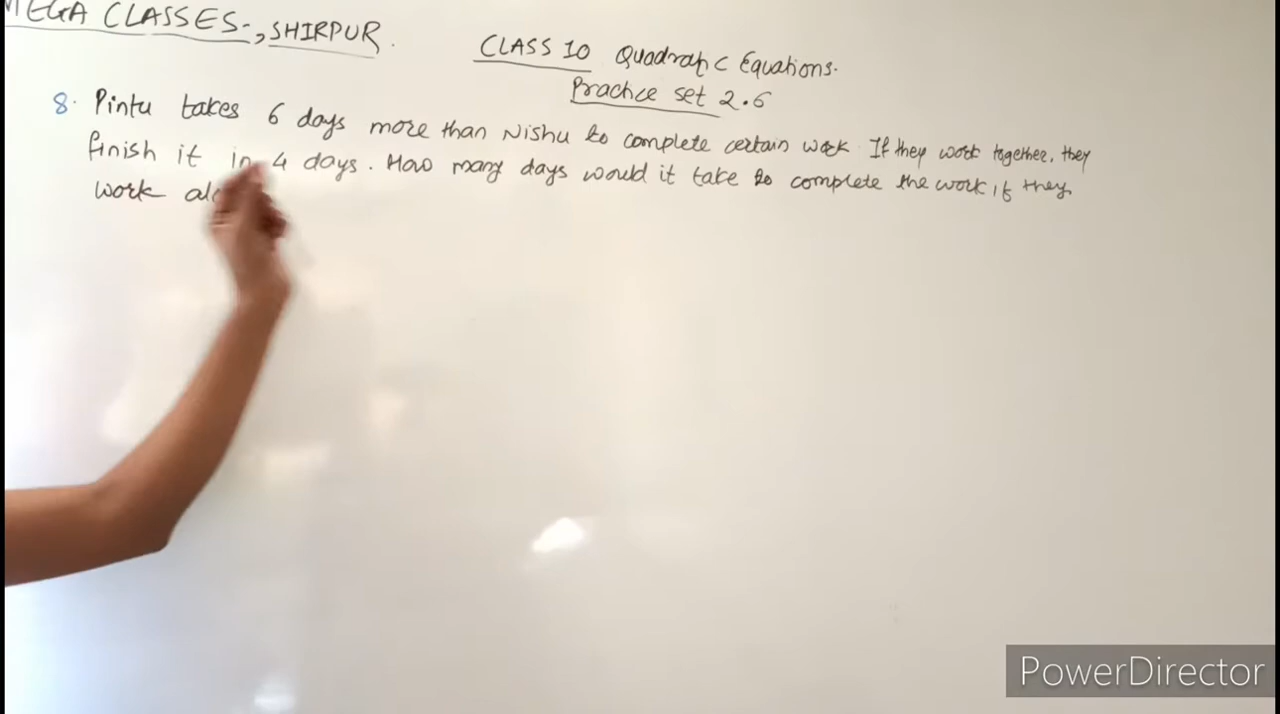 MEGA CLASSES-, SHIRPUR.
CLASS 10 Quadratic Equations.
Practice set 2.6
8. Pintu takes 6 days more than Nishu to complete certain work. If they work together, they
finish it in 4 days. How many days would it take to complete the work if they
work
PowerDirector